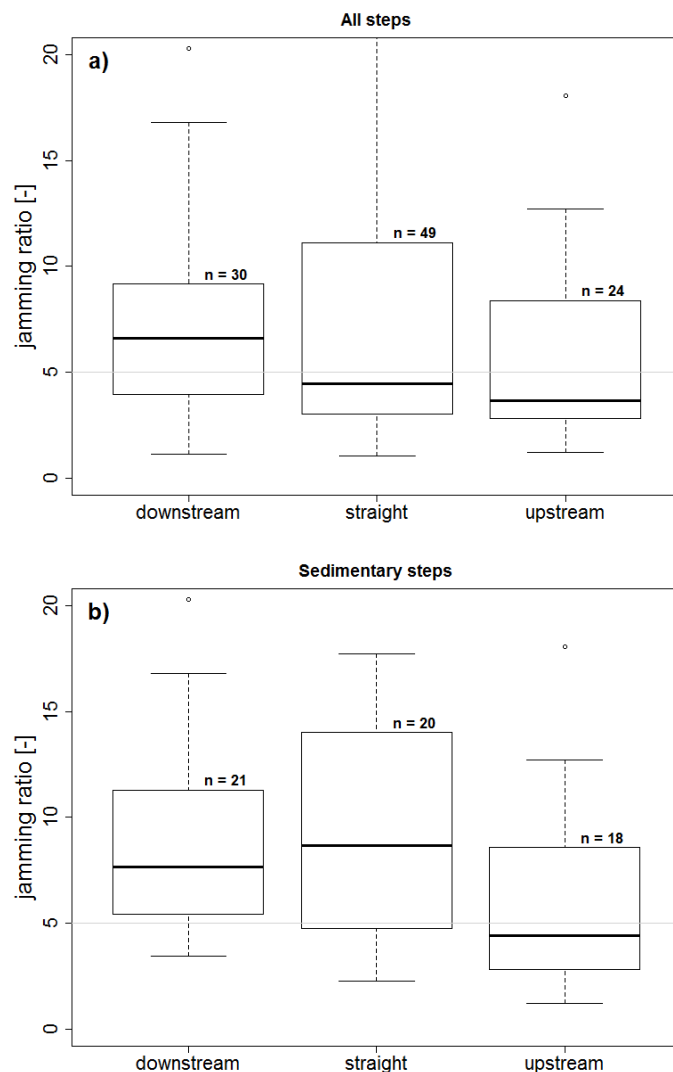 All steps
a)
20
15
10
5
0
jamming ratio [-]
n = 30
n = 49
n = 24
downstream straight upstream
Sedimentary steps
b)
20
15
10
5
0
jamming ratio [-]
n = 21
n = 20
n = 18
downstream straight upstream